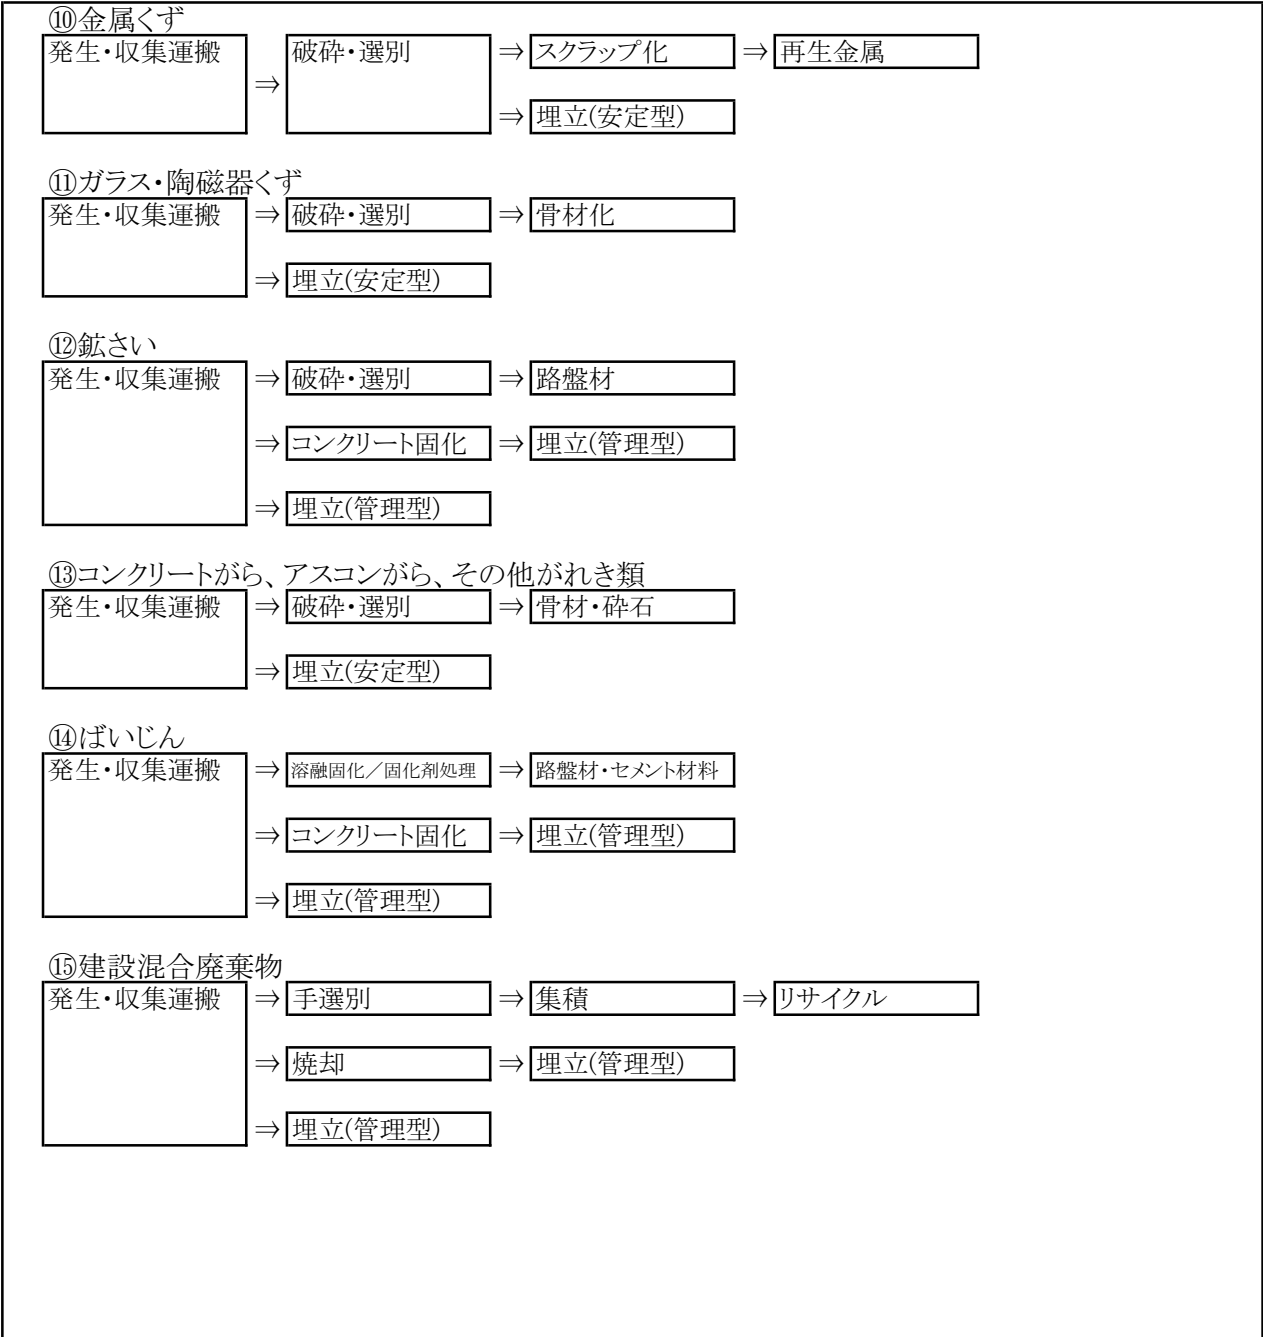 ⑩金属くず
発生・収集運搬 ⇒ 破砕・選別 ⇒ スクラップ化 ⇒ 再生金属
⇒ 埋立(安定型)
⑪ガラス・陶磁器くず
発生・収集運搬 ⇒ 破砕・選別 ⇒ 骨材化
⇒ 埋立(安定型)
⑫鉱さい
発生・収集運搬 ⇒ 破砕・選別 ⇒ 路盤材
⇒ コンクリート固化 ⇒ 埋立(管理型)
⇒ 埋立(管理型)
⑬コンクリートがら、アスコンがら、その他がれき類
発生・収集運搬 ⇒ 破砕・選別 ⇒ 骨材・砕石
⇒ 埋立(安定型)
⑭ばいじん
発生・収集運搬 ⇒ 溶融固化／固化剤処理 ⇒ 路盤材・セメント材料
⇒ コンクリート固化 ⇒ 埋立(管理型)
⇒ 埋立(管理型)
⑮建設混合廃棄物
発生・収集運搬 ⇒ 手選別 ⇒ 集積 ⇒ リサイクル
⇒ 焼却 ⇒ 埋立(管理型)
⇒ 埋立(管理型)